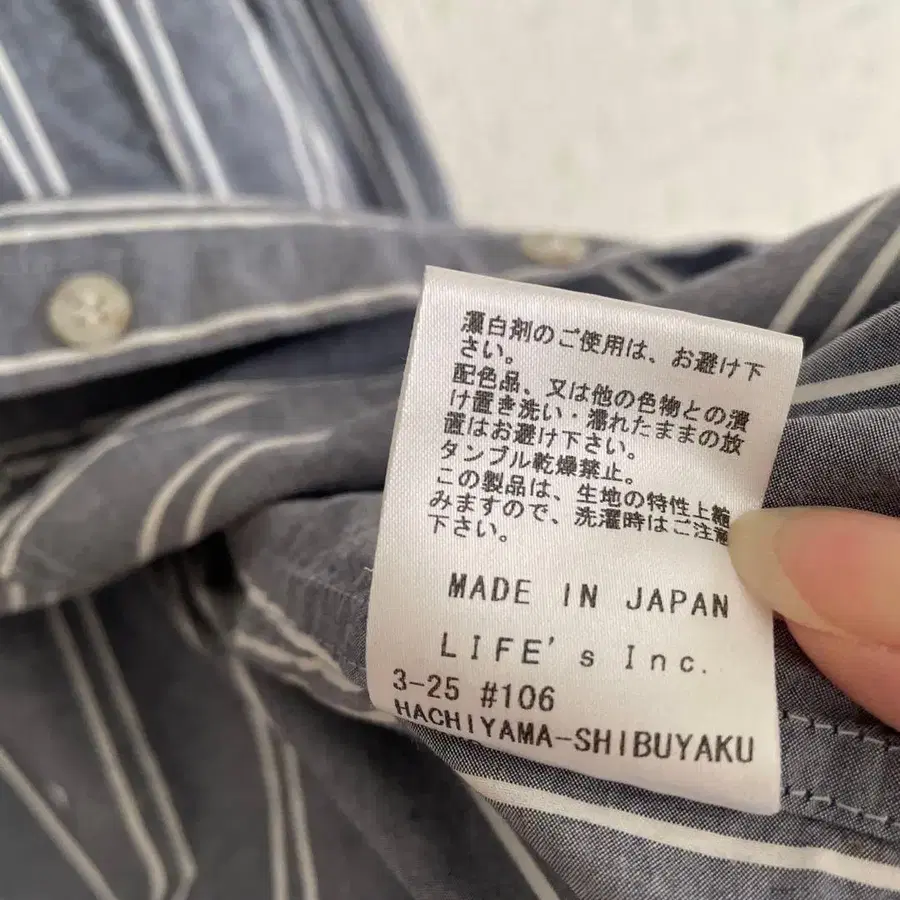 漂白剤のご使用は、お避け下
さい。
配色品、又は他の色物との漬
け置き洗い・濡れたままの放
置はお避け下さい。
タンブル乾燥禁止。
この製品は、生地の特性上縮
みますので、洗濯時はご注意
下さい。
MADE IN JAPAN
LIFE's Inc.
3-25 #106
HACHIYAMA-SHIBUYAKU